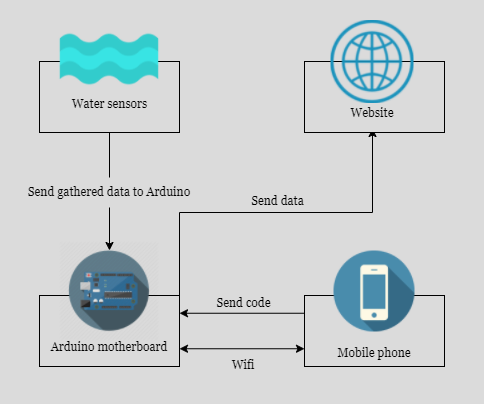 Water sensors
Website
Send gathered data to Arduino
Send data
Send code
Arduino motherboard
Mobile phone
Wifi